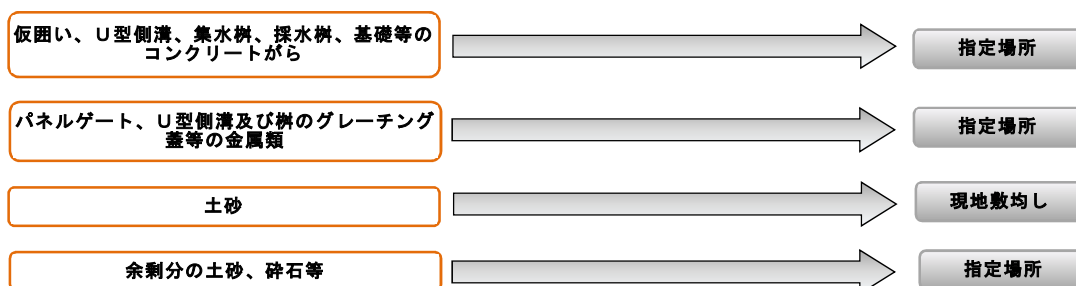 仮囲い、Ｕ型側溝、集水桝、採水桝、基礎等の
コンクリートがら
指定場所
パネルゲート、Ｕ型側溝及び桝のグレーチング
蓋等の金属類
指定場所
土砂
現地敷均し
余剰分の土砂、砕石等
指定場所